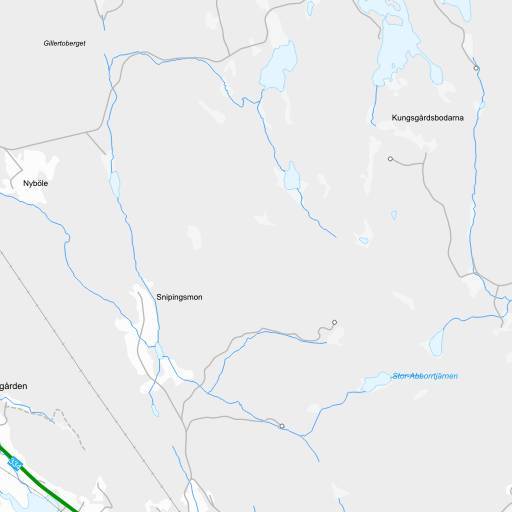 Gillertoberget
Kungsgårdsbodarna
Nyböle
Snipingsmon
Stor-Abborrtjärnen
gården